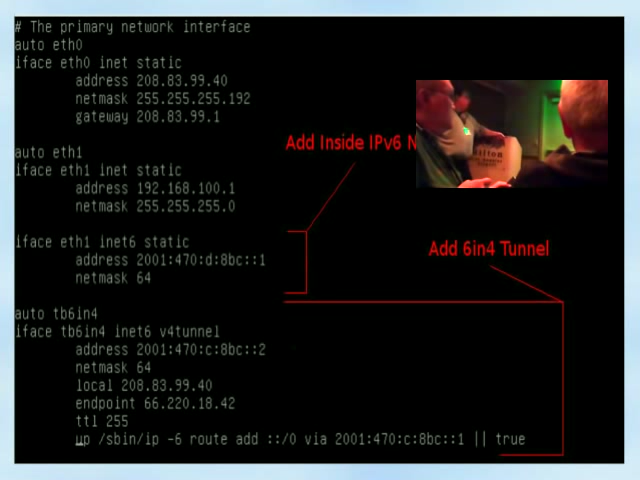 # The primary network interface
auto eth0
iface eth0 inet static
address 208.83.99.40
netmask 255.255.255.192
gateway 208.83.99.1
Add Inside IPv6 N
auto eth1
iface eth1 inet static
address 192.168.100.1
netmask 255.255.255.0
iface eth1 inet6 static
address 2001:470:d:8bc::1
netmask 64
Add 6in4 Tunnel
auto tb6in4
iface tb6in4 inet6 v4tunnel
address 2001:470:c:8bc::2
netmask 64
local 208.83.99.40
endpoint 66.220.18.42
ttl 255
up /sbin/ip -6 route add ::/0 via 2001:470:c:8bc::1 || true